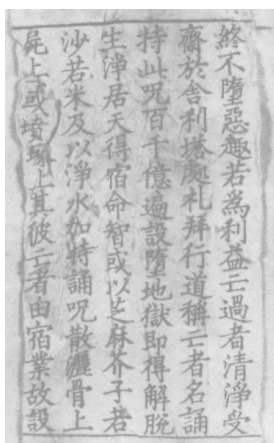 終不墮惡趣若為利益亡過者清淨受
齋於舍利塔處礼拜行道稱亡者名誦
持此呪百千億遍設墮地獄即得解脫
生淨居天得宿命智或以芝麻芥子若
沙若米及以淨水加持誦呪散灑骨上
屍上或墳塚上其彼亡者由宿業故設